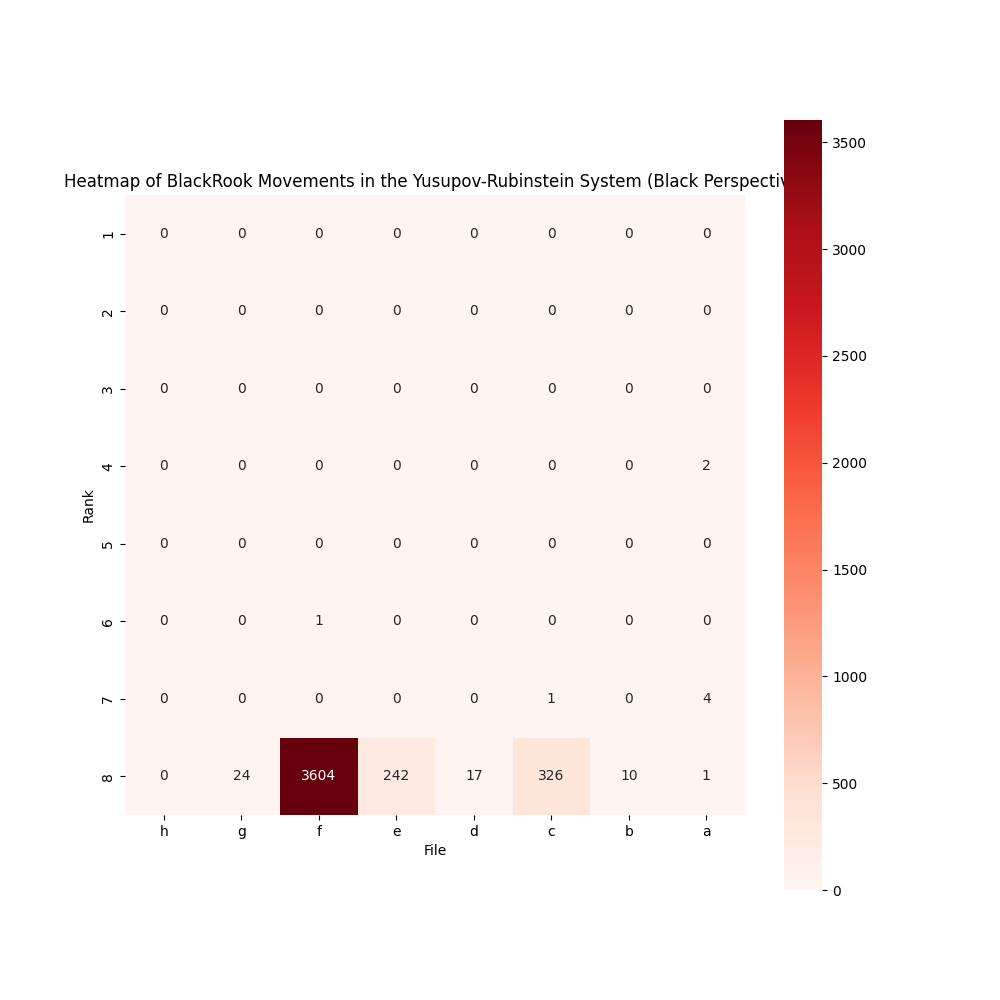 Heatmap of BlackRook Movements in the Yusupov-Rubinstein System (Black Perspectiv
3500
3000
2500
2000
1500
1000
500
0
Rank
1 0 0 0 0 0 0 0 0
2 0 0 0 0 0 0 0 0
3 0 0 0 0 0 0 0 0
4 0 0 0 0 0 0 0 2
5 0 0 0 0 0 0 0 0
6 0 0 1 0 0 0 0 0
7 0 0 0 0 0 1 0 4
8 0 24 3604 242 17 326 10 1
h g f e d c b a
File